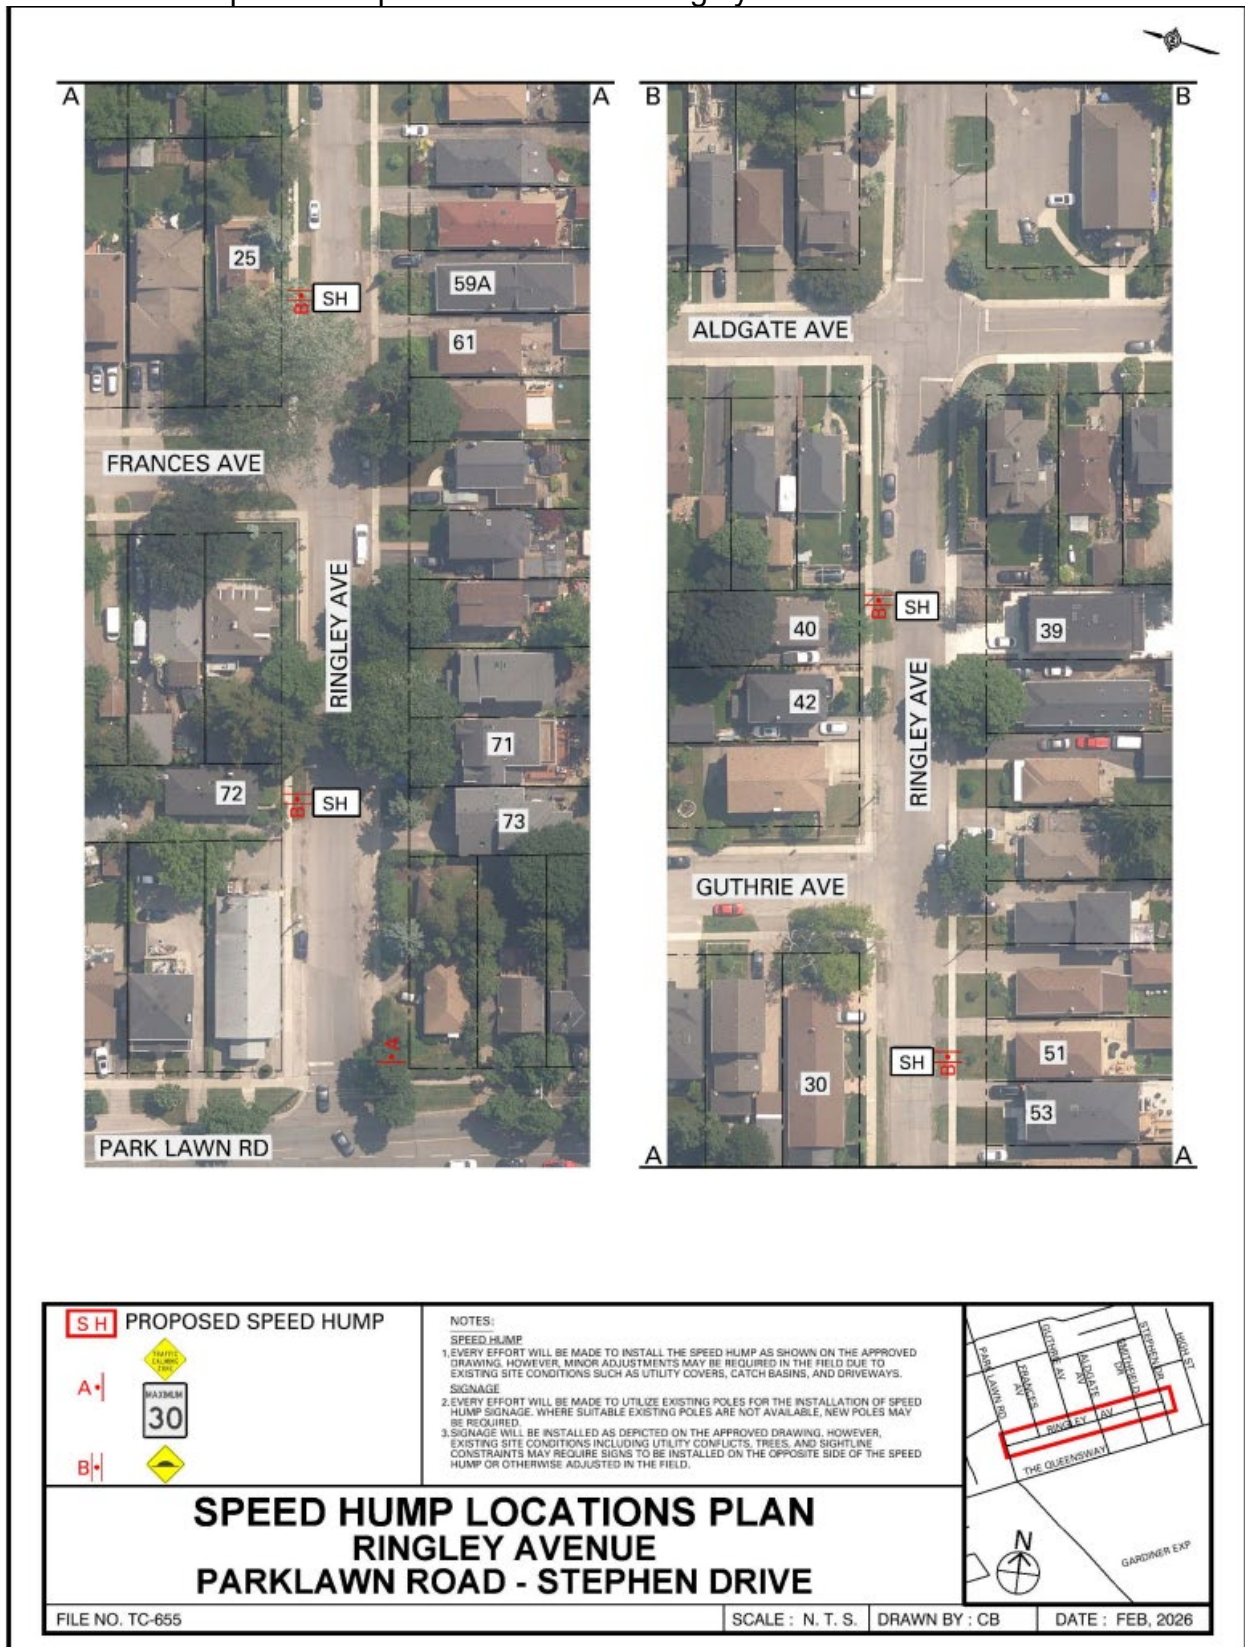 A
A
B
B
25
SH
B
59A
61
FRANCES AVE
RINGLEY AVE
71
72
B
SH
73
A
PARK LAWN RD
ALDGATE AVE
B
SH
40
39
42
RINGLEY AVE
GUTHRIE AVE
SH
B
51
30
53
A
A
SH PROPOSED SPEED HUMP
TRAFFIC
CALMING
ZONE
A
MAXIMUM
30
B
NOTES:
SPEED HUMP
1. EVERY EFFORT WILL BE MADE TO INSTALL THE SPEED HUMP AS SHOWN ON THE APPROVED
DRAWING. HOWEVER, MINOR ADJUSTMENTS MAY BE REQUIRED IN THE FIELD DUE TO
EXISTING SITE CONDITIONS SUCH AS UTILITY COVERS, CATCH BASINS, AND DRIVEWAYS.
SIGNAGE
2. EVERY EFFORT WILL BE MADE TO UTILIZE EXISTING POLES FOR THE INSTALLATION OF SPEED
HUMP SIGNAGE. WHERE SUITABLE EXISTING POLES ARE NOT AVAILABLE, NEW POLES MAY
BE REQUIRED.
3. SIGNAGE WILL BE INSTALLED AS DEPICTED ON THE APPROVED DRAWING. HOWEVER,
EXISTING SITE CONDITIONS INCLUDING UTILITY CONFLICTS, TREES, AND SIGHTLINE
CONSTRAINTS MAY REQUIRE SIGNS TO BE INSTALLED ON THE OPPOSITE SIDE OF THE SPEED
HUMP OR OTHERWISE ADJUSTED IN THE FIELD.
PARK LAWN RD
FRANCES AV
GUTHRIE AV
ALDGATE AV
SMITHFIELD DR
STEPHEN DR
HIGH ST
RINGLEY AV
THE QUEENSWAY
GARDINER EXP
N
SPEED HUMP LOCATIONS PLAN
RINGLEY AVENUE
PARKLAWN ROAD - STEPHEN DRIVE
FILE NO. TC-655
SCALE : N. T. S.
DRAWN BY : CB
DATE : FEB, 2026